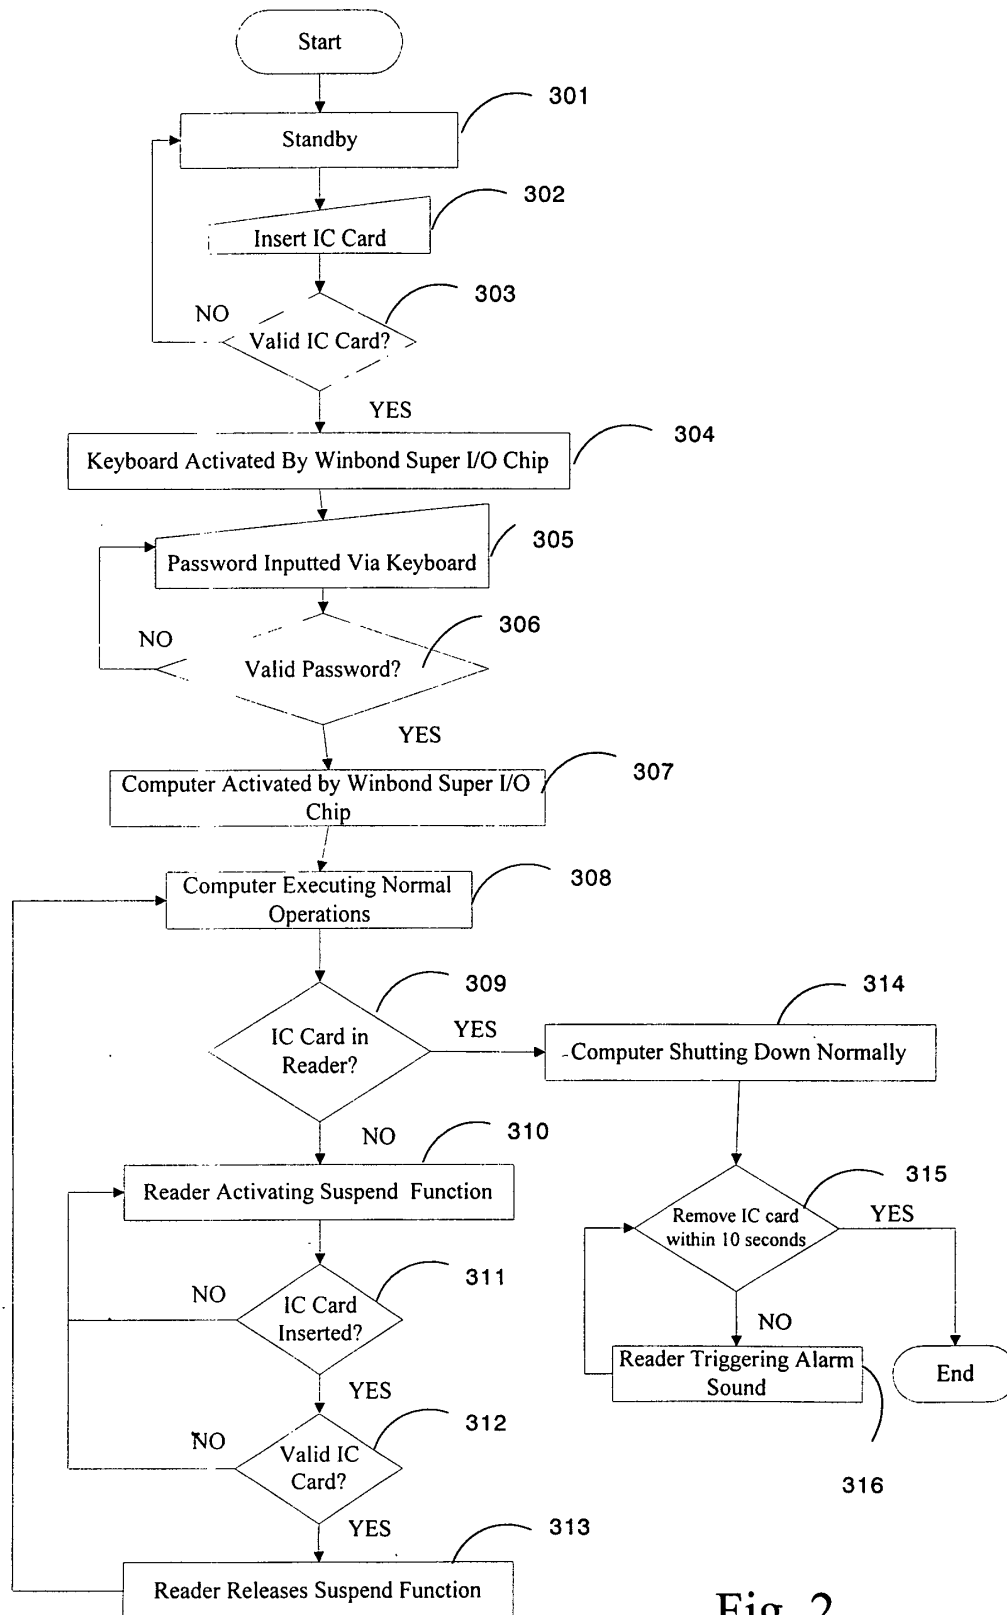 Start
301
Standby
302
Insert IC Card
303
NO
Valid IC Card?
YES
304
Keyboard Activated By Winbond Super I/O Chip
305
Password Inputted Via Keyboard
306
NO
Valid Password?
YES
307
Computer Activated by Winbond Super I/O
Chip
308
Computer Executing Normal
Operations
309
IC Card in
Reader?
YES
314
Computer Shutting Down Normally
NO
310
Reader Activating Suspend Function
315
Remove IC card
within 10 seconds
YES
311
NO
IC Card
Inserted?
YES
NO
Reader Triggering Alarm
Sound
End
316
312
NO
Valid IC
Card?
YES
313
Reader Releases Suspend Function
Fig. 2